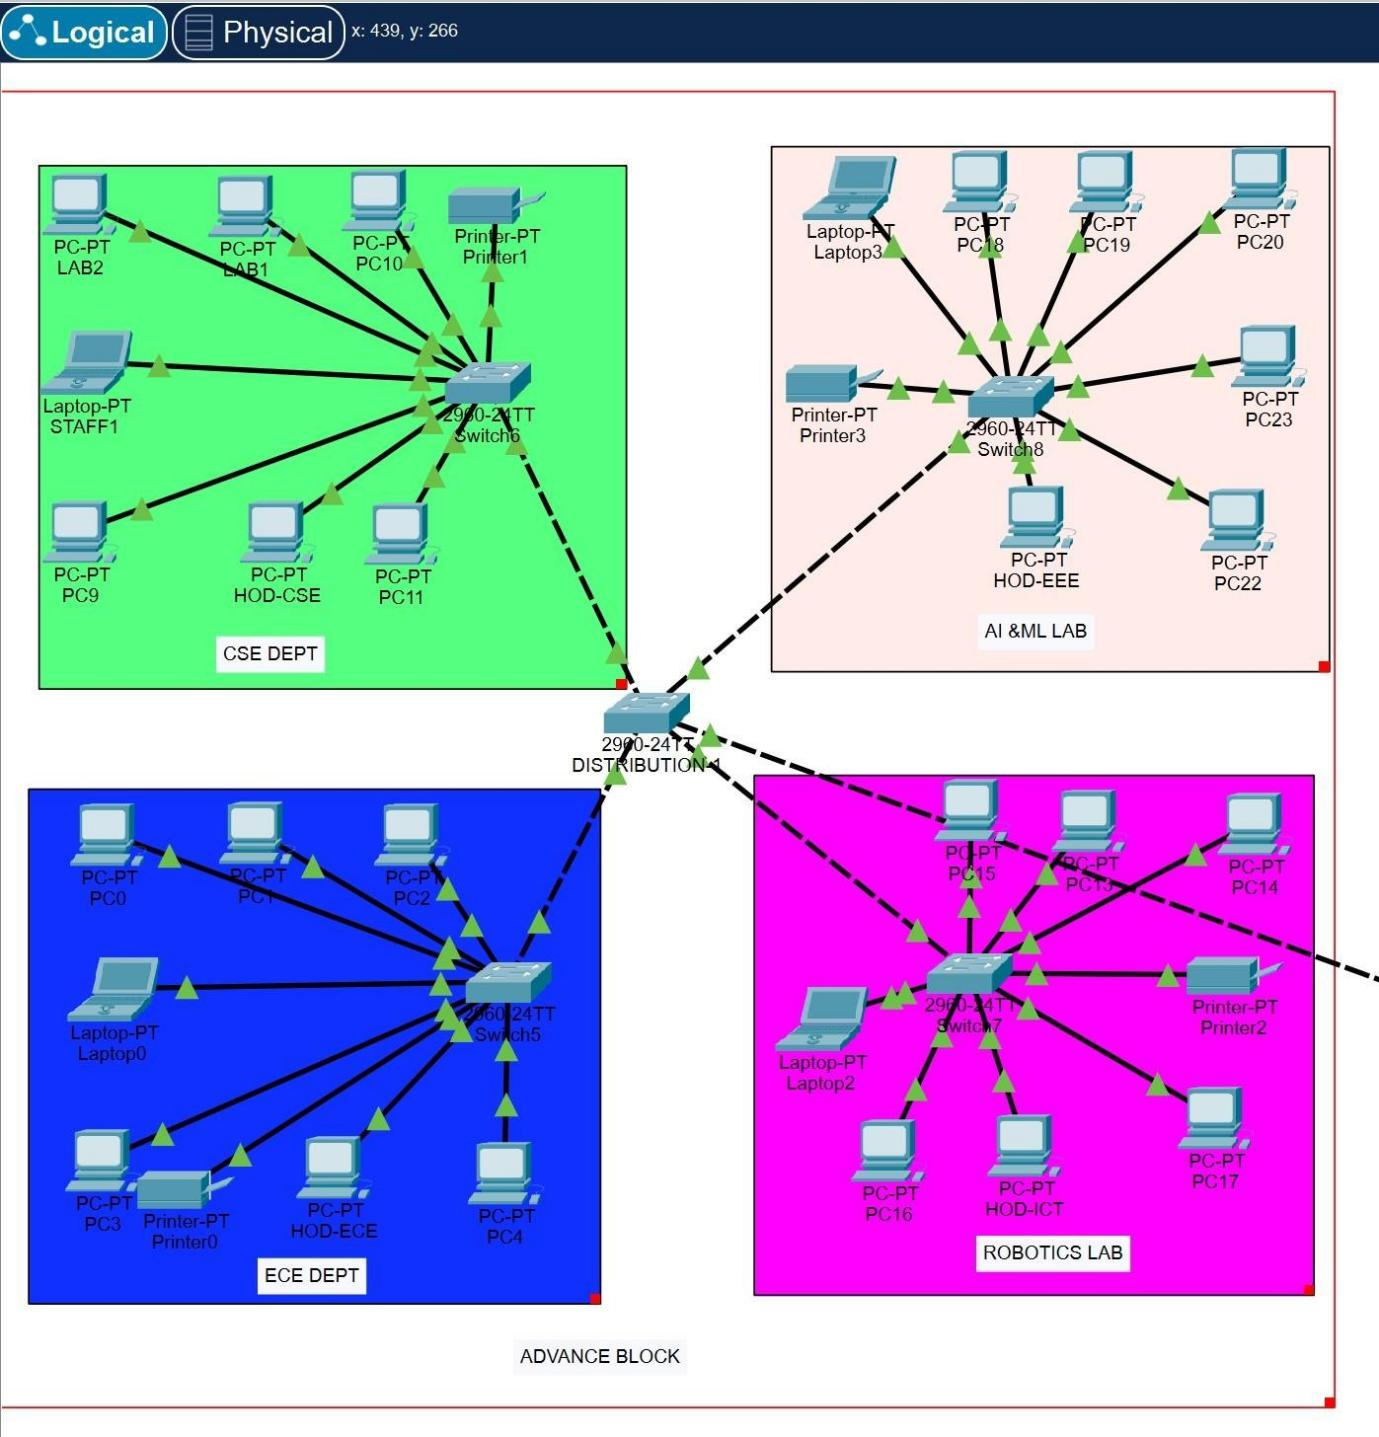 Logical
Physical
x: 439, y: 266
PC-PT
LAB2
PC-PT
LAB1
PC-PT
PC10
Printer-PT
Printer1
Laptop-PT
STAFF1
2960-24TT
Switch6
PC-PT
PC9
PC-PT
HOD-CSE
PC-PT
PC11
CSE DEPT
Laptop-PT
Laptop3
PC-PT
PC18
PC-PT
PC19
PC-PT
PC20
Printer-PT
Printer3
2960-24TT
Switch8
PC-PT
PC23
PC-PT
HOD-EEE
PC-PT
PC22
AI &ML LAB
2960-24TT
DISTRIBUTION-1
PC-PT
PC0
PC-PT
PC1
PC-PT
PC2
Laptop-PT
Laptop0
2960-24TT
Switch5
PC-PT
PC3
Printer-PT
Printer0
PC-PT
HOD-ECE
PC-PT
PC4
ECE DEPT
PC-PT
PC15
PC-PT
PC13
PC-PT
PC14
Laptop-PT
Laptop2
2960-24TT
Switch7
Printer-PT
Printer2
PC-PT
PC16
PC-PT
HOD-ICT
PC-PT
PC17
ROBOTICS LAB
ADVANCE BLOCK